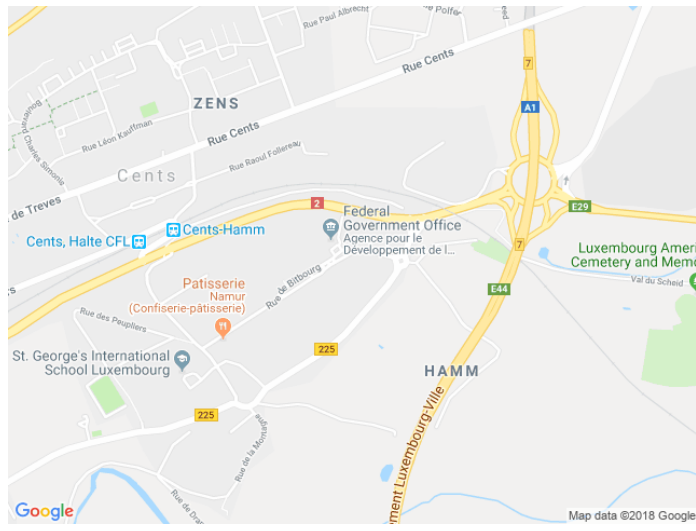 Rue Paul Albrecht
Polfer
7
Rue Cents
A1
ZENS
Boulevard Charles Simonis
Rue Léon Kauffman
Rue Cents
Rue Raoul Follereau
Cents
de Treves
2
E29
Cents-Hamm
Cents, Halte CFL
Federal
Government Office
Agence pour le
Développement de l...
7
Luxembourg Ameri
Cemetery and Memo
Val du Scheid
Patisserie
Namur
(Confiserie-pâtisserie)
Rue de Bitbourg
E44
Rue des Peupliers
225
St. George's International
School Luxembourg
HAMM
225
Rue de la Montagne
ement Luxembourg-Ville
Google
Map data ©2018 Google